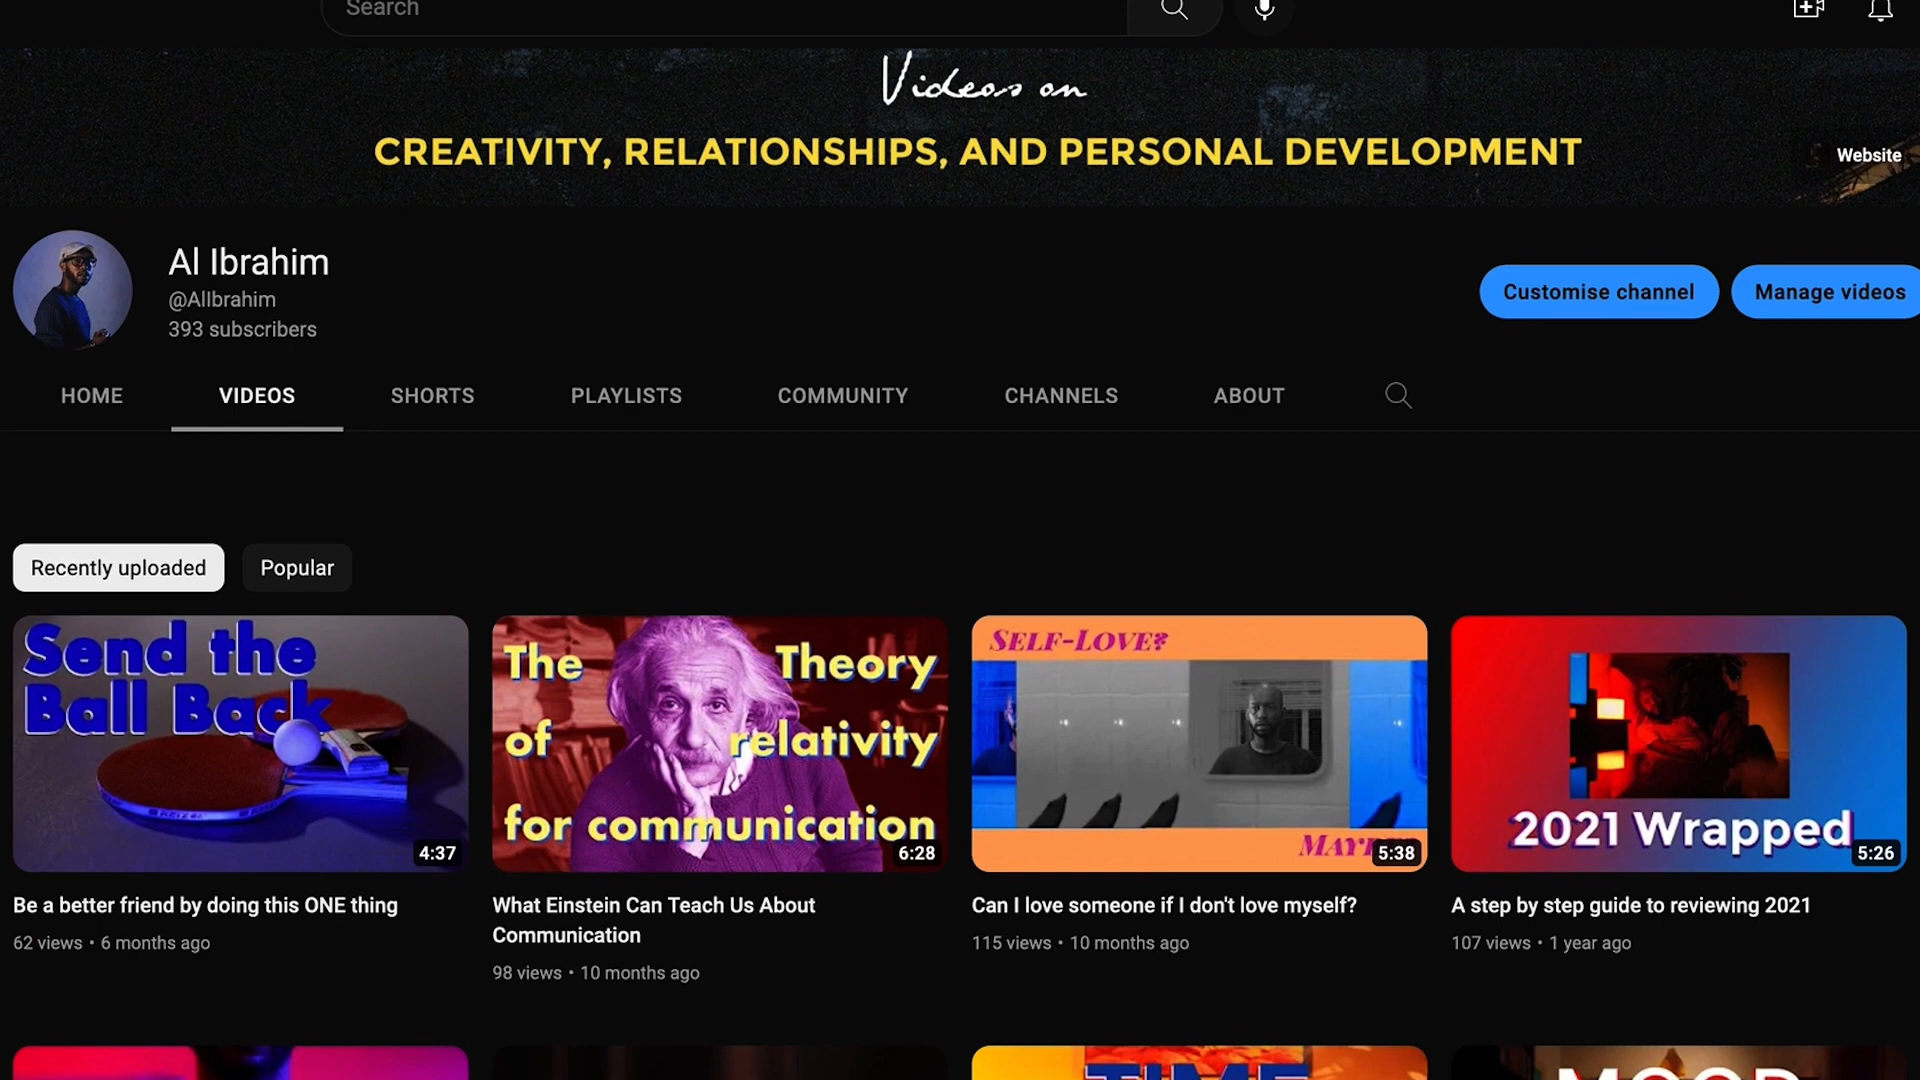 Search
Videos on
CREATIVITY, RELATIONSHIPS, AND PERSONAL DEVELOPMENT
Website
Al Ibrahim
@AlIbrahim
393 subscribers
Customise channel
Manage videos
HOME
VIDEOS
SHORTS
PLAYLISTS
COMMUNITY
CHANNELS
ABOUT
Recently uploaded
Popular
Send the
Ball Back
4:37
The Theory
of relativity
for communication
6:28
SELF-LOVE?
5:38
2021 Wrapped
5:26
Be a better friend by doing this ONE thing
62 views • 6 months ago
What Einstein Can Teach Us About
Communication
98 views • 10 months ago
Can I love someone if I don't love myself?
115 views • 10 months ago
A step by step guide to reviewing 2021
107 views • 1 year ago
TIME
MOOD